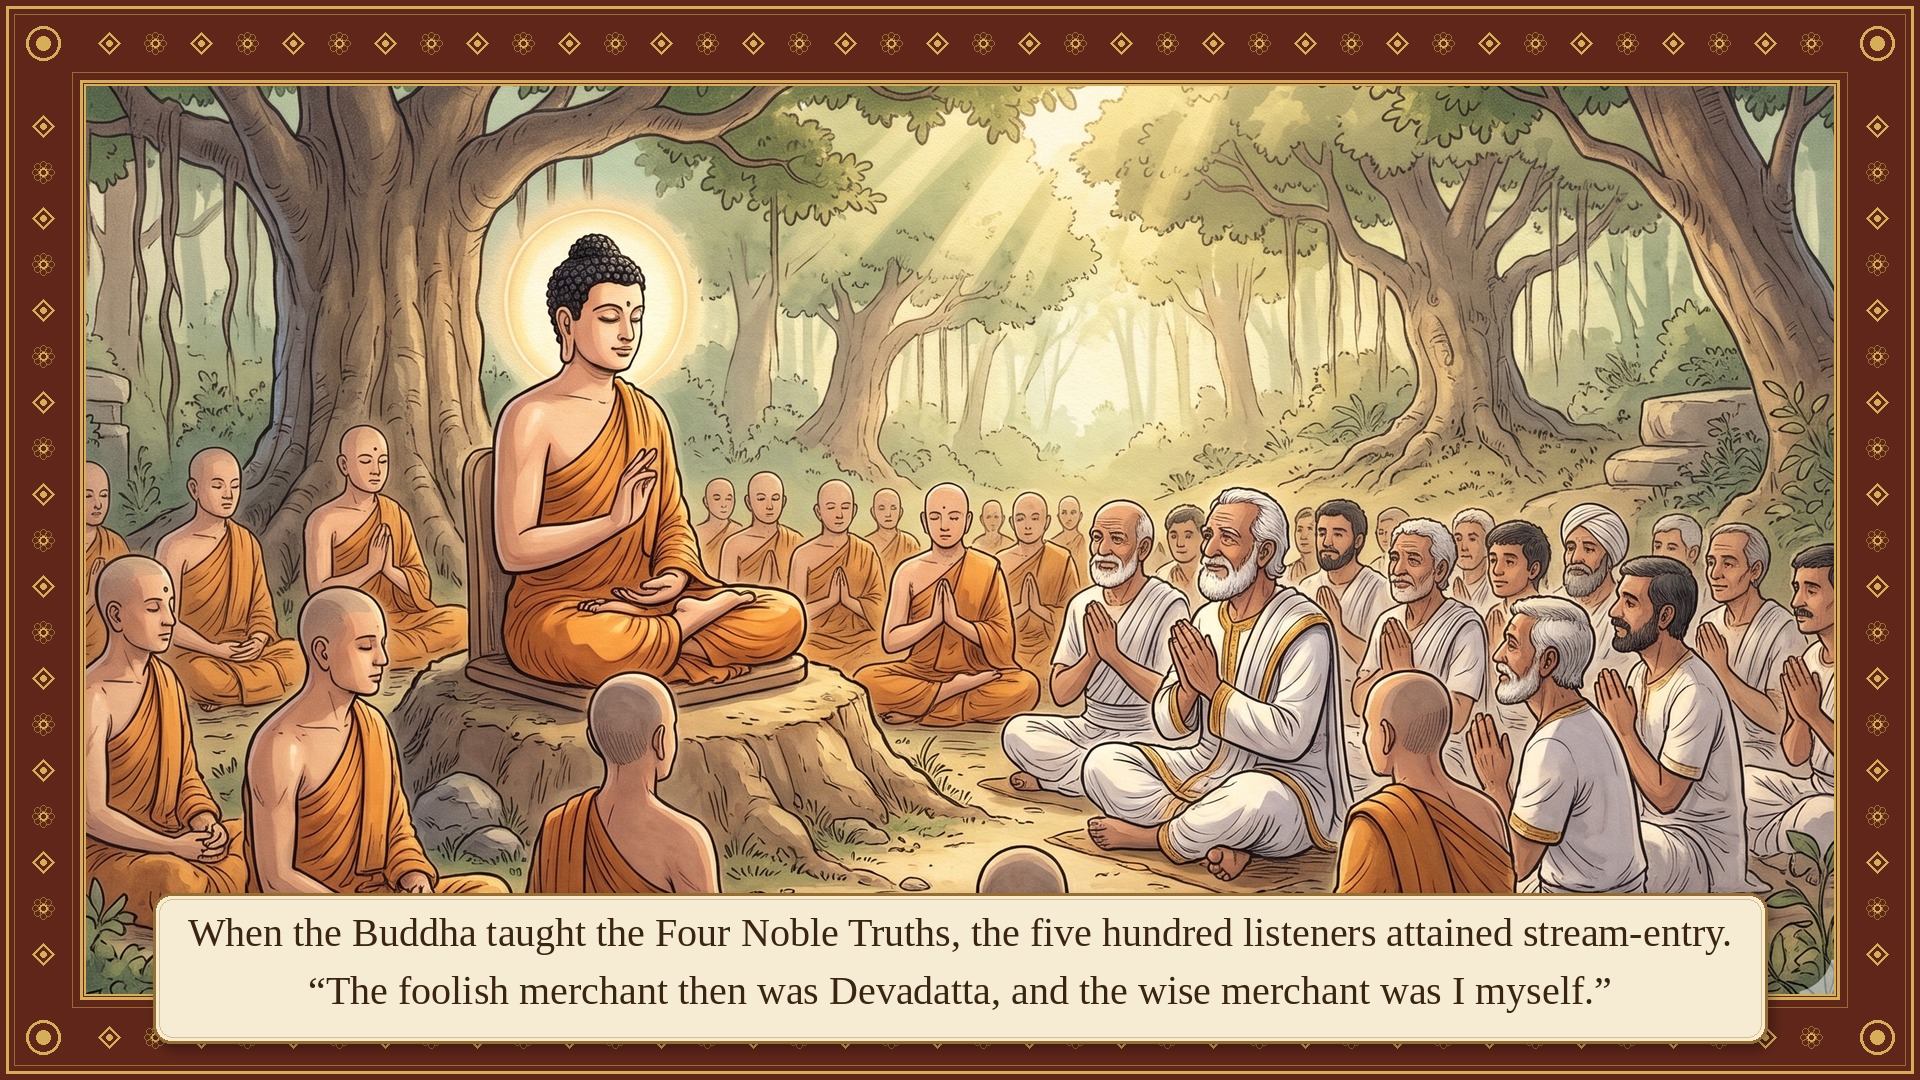 When the Buddha taught the Four Noble Truths, the five hundred listeners attained stream-entry.
“The foolish merchant then was Devadatta, and the wise merchant was I myself.”